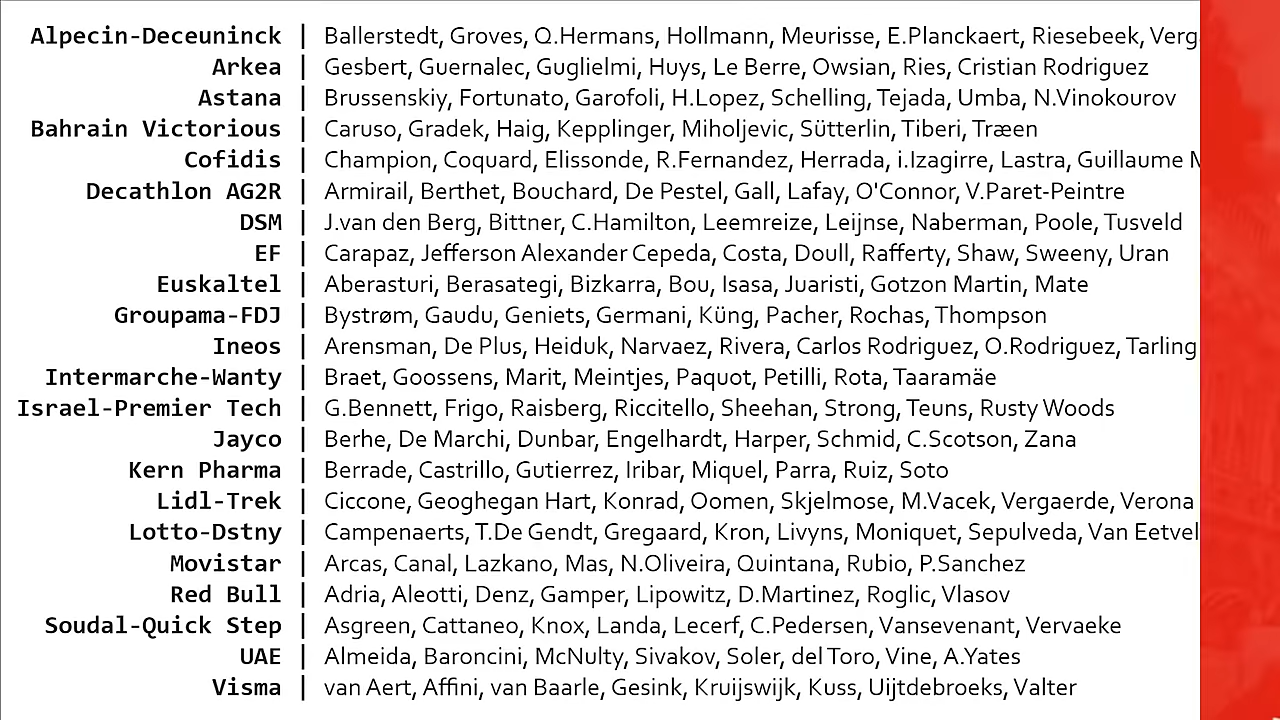 Alpecin-Deceuninck | Ballerstedt, Groves, Q.Hermans, Hollmann, Meurisse, E.Planckaert, Riesebeek, Verg
Arkea | Gesbert, Guernalec, Guglielmi, Huys, Le Berre, Owsian, Ries, Cristian Rodriguez
Astana | Brussenskiy, Fortunato, Garofoli, H.Lopez, Schelling, Tejada, Umba, N.Vinokourov
Bahrain Victorious | Caruso, Gradek, Haig, Kepplinger, Miholjevic, Sütterlin, Tiberi, Træen
Cofidis | Champion, Coquard, Elissonde, R.Fernandez, Herrada, i.Izagirre, Lastra, Guillaume
Decathlon AG2R | Armirail, Berthet, Bouchard, De Pestel, Gall, Lafay, O'Connor, V.Paret-Peintre
DSM | J.van den Berg, Bittner, C.Hamilton, Leemreize, Leijnse, Naberman, Poole, Tusveld
EF | Carapaz, Jefferson Alexander Cepeda, Costa, Doull, Rafferty, Shaw, Sweeny, Uran
Euskaltel | Aberasturi, Berasategi, Bizkarra, Bou, Isasa, Juaristi, Gotzon Martin, Mate
Groupama-FDJ | Bystrøm, Gaudu, Geniets, Germani, Küng, Pacher, Rochas, Thompson
Ineos | Arensman, De Plus, Heiduk, Narvaez, Rivera, Carlos Rodriguez, O.Rodriguez, Tarling
Intermarche-Wanty | Braet, Goossens, Marit, Meintjes, Paquot, Petilli, Rota, Taaramäe
Israel-Premier Tech | G.Bennett, Frigo, Raisberg, Riccitello, Sheehan, Strong, Teuns, Rusty Woods
Jayco | Berhe, De Marchi, Dunbar, Engelhardt, Harper, Schmid, C.Scotson, Zana
Kern Pharma | Berrade, Castrillo, Gutierrez, Iribar, Miquel, Parra, Ruiz, Soto
Lidl-Trek | Ciccone, Geoghegan Hart, Konrad, Oomen, Skjelmose, M.Vacek, Vergaerde, Verona
Lotto-Dstny | Campenaerts, T.De Gendt, Gregaard, Kron, Livyns, Moniquet, Sepulveda, Van Eetvel
Movistar | Arcas, Canal, Lazkano, Mas, N.Oliveira, Quintana, Rubio, P.Sanchez
Red Bull | Adria, Aleotti, Denz, Gamper, Lipowitz, D.Martinez, Roglic, Vlasov
Soudal-Quick Step | Asgreen, Cattaneo, Knox, Landa, Lecerf, C.Pedersen, Vansevenant, Vervaeke
UAE | Almeida, Baroncini, McNulty, Sivakov, Soler, del Toro, Vine, A.Yates
Visma | van Aert, Affini, van Baarle, Gesink, Kruijswijk, Kuss, Uijtdebroeks, Valter